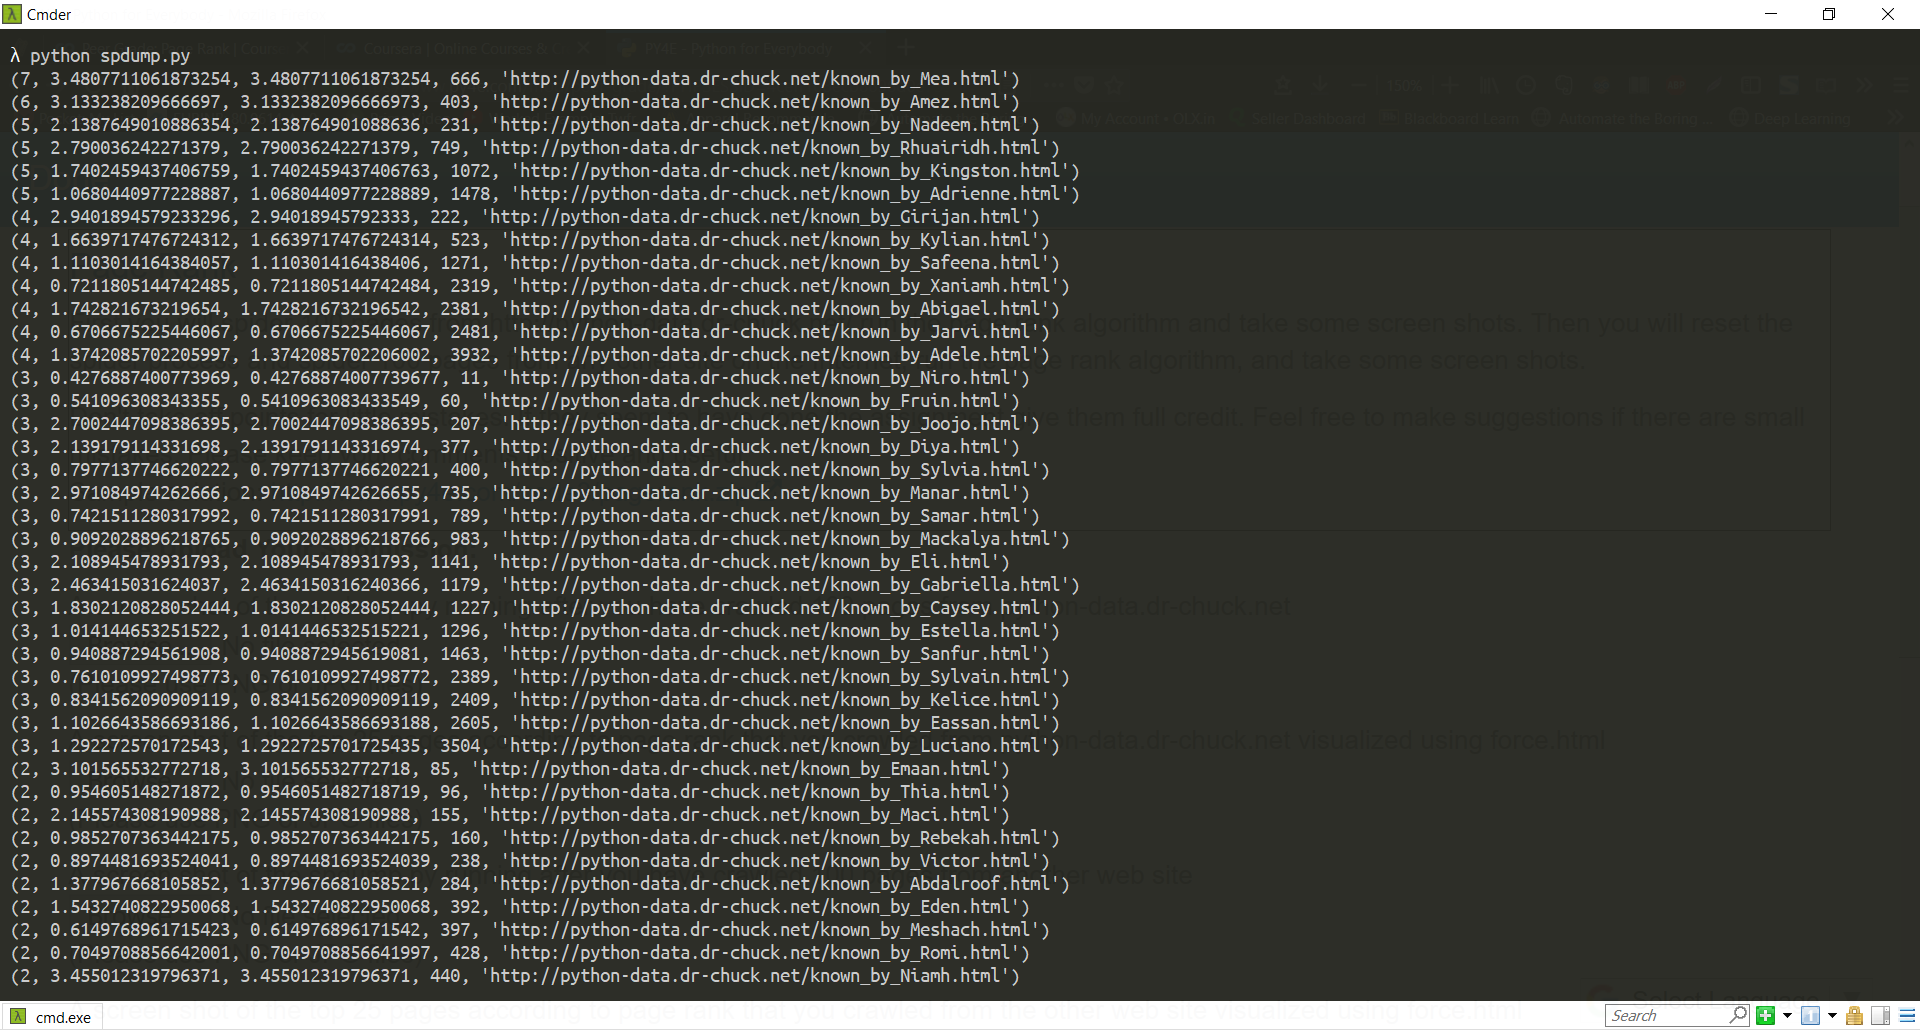 Cmder
λ python spdump.py
(7, 3.4807711061873254, 3.4807711061873254, 666, 'http://python-data.dr-chuck.net/known_by_Mea.html')
(6, 3.133238209666697, 3.1332382096666973, 403, 'http://python-data.dr-chuck.net/known_by_Amez.html')
(5, 2.1387649010886354, 2.138764901088636, 231, 'http://python-data.dr-chuck.net/known_by_Nadeem.html')
(5, 2.790036242271379, 2.790036242271379, 749, 'http://python-data.dr-chuck.net/known_by_Rhuairidh.html')
(5, 1.7402459437406759, 1.7402459437406763, 1072, 'http://python-data.dr-chuck.net/known_by_Kingston.html')
(5, 1.0680440977228887, 1.0680440977228889, 1478, 'http://python-data.dr-chuck.net/known_by_Adrienne.html')
(4, 2.9401894579233296, 2.94018945792333, 222, 'http://python-data.dr-chuck.net/known_by_Girijan.html')
(4, 1.6639717476724312, 1.6639717476724314, 523, 'http://python-data.dr-chuck.net/known_by_Kylian.html')
(4, 1.1103014164384057, 1.110301416438406, 1271, 'http://python-data.dr-chuck.net/known_by_Safeena.html')
(4, 0.7211805144742485, 0.7211805144742484, 2319, 'http://python-data.dr-chuck.net/known_by_Xaniamh.html')
(4, 1.742821673219654, 1.7428216732196542, 2381, 'http://python-data.dr-chuck.net/known_by_Abigael.html')
(4, 0.6706675225446067, 0.6706675225446067, 2481, 'http://python-data.dr-chuck.net/known_by_Jarvi.html')
(4, 1.3742085702205997, 1.3742085702206002, 3932, 'http://python-data.dr-chuck.net/known_by_Adele.html')
(3, 0.4276887400773969, 0.42768874007739677, 11, 'http://python-data.dr-chuck.net/known_by_Niro.html')
(3, 0.541096308343355, 0.5410963083433549, 60, 'http://python-data.dr-chuck.net/known_by_Fruin.html')
(3, 2.7002447098386395, 2.7002447098386395, 207, 'http://python-data.dr-chuck.net/known_by_Joojo.html')
(3, 2.139179114331698, 2.1391791143316974, 377, 'http://python-data.dr-chuck.net/known_by_Diya.html')
(3, 0.7977137746620222, 0.7977137746620221, 400, 'http://python-data.dr-chuck.net/known_by_Sylvia.html')
(3, 2.971084974262666, 2.9710849742626655, 735, 'http://python-data.dr-chuck.net/known_by_Manar.html')
(3, 0.7421511280317992, 0.7421511280317991, 789, 'http://python-data.dr-chuck.net/known_by_Samar.html')
(3, 0.9092028896218765, 0.9092028896218766, 983, 'http://python-data.dr-chuck.net/known_by_Mackalya.html')
(3, 2.108945478931793, 2.108945478931793, 1141, 'http://python-data.dr-chuck.net/known_by_Eli.html')
(3, 2.463415031624037, 2.4634150316240366, 1179, 'http://python-data.dr-chuck.net/known_by_Gabriella.html')
(3, 1.8302120828052444, 1.8302120828052444, 1227, 'http://python-data.dr-chuck.net/known_by_Caysey.html')
(3, 1.014144653251522, 1.0141446532515221, 1296, 'http://python-data.dr-chuck.net/known_by_Estella.html')
(3, 0.940887294561908, 0.9408872945619081, 1463, 'http://python-data.dr-chuck.net/known_by_Sanfur.html')
(3, 0.7610109927498773, 0.7610109927498772, 2389, 'http://python-data.dr-chuck.net/known_by_Sylvain.html')
(3, 0.8341562090909119, 0.8341562090909119, 2409, 'http://python-data.dr-chuck.net/known_by_Kelice.html')
(3, 1.1026643586693186, 1.1026643586693188, 2605, 'http://python-data.dr-chuck.net/known_by_Eassan.html')
(3, 1.292272570172543, 1.2922725701725435, 3504, 'http://python-data.dr-chuck.net/known_by_Luciano.html')
(2, 3.101565532772718, 3.101565532772718, 85, 'http://python-data.dr-chuck.net/known_by_Emaan.html')
(2, 0.954605148271872, 0.9546051482718719, 96, 'http://python-data.dr-chuck.net/known_by_Thia.html')
(2, 2.145574308190988, 2.145574308190988, 155, 'http://python-data.dr-chuck.net/known_by_Maci.html')
(2, 0.9852707363442175, 0.9852707363442175, 160, 'http://python-data.dr-chuck.net/known_by_Rebekah.html')
(2, 0.8974481693524041, 0.8974481693524039, 238, 'http://python-data.dr-chuck.net/known_by_Victor.html')
(2, 1.377967668105852, 1.3779676681058521, 284, 'http://python-data.dr-chuck.net/known_by_Abdalroof.html')
(2, 1.5432740822950068, 1.5432740822950068, 392, 'http://python-data.dr-chuck.net/known_by_Eden.html')
(2, 0.6149768961715423, 0.614976896171542, 397, 'http://python-data.dr-chuck.net/known_by_Meshach.html')
(2, 0.7049708856642001, 0.7049708856641997, 428, 'http://python-data.dr-chuck.net/known_by_Romi.html')
(2, 3.455012319796371, 3.455012319796371, 440, 'http://python-data.dr-chuck.net/known_by_Niamh.html')
cmd.exe
Search